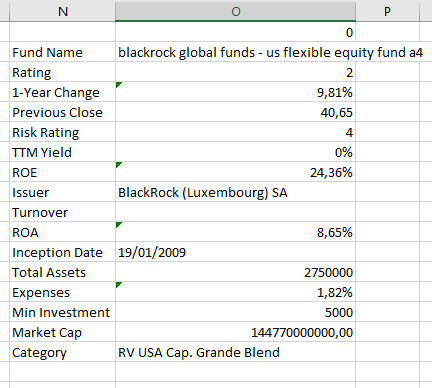 N O P
0
Fund Name blackrock global funds - us flexible equity fund a4
Rating 2
1-Year Change 9,81%
Previous Close 40,65
Risk Rating 4
TTM Yield 0%
ROE 24,36%
Issuer BlackRock (Luxembourg) SA
Turnover
ROA 8,65%
Inception Date 19/01/2009
Total Assets 2750000
Expenses 1,82%
Min Investment 5000
Market Cap 144770000000,00
Category RV USA Cap. Grande Blend